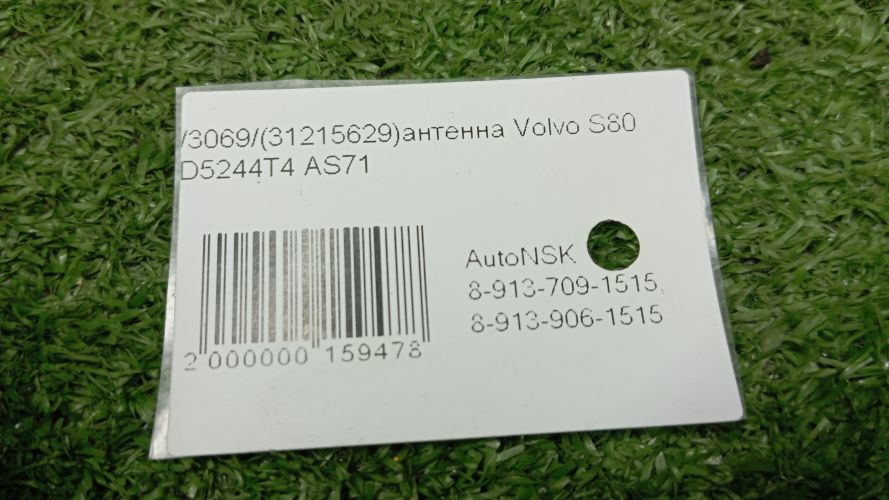 /3069/(31215629)антенна Volvo S80
D5244T4 AS71
AutoNSK
8-913-709-1515,
8-913-906-1515
2 000000 159478